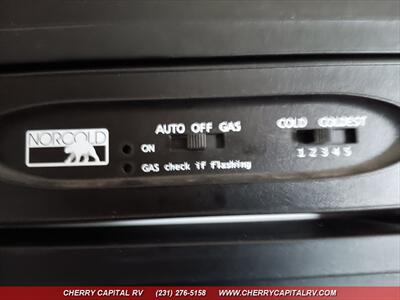 NORCOLD
AUTO OFF GAS
COLD COLDEST
ON
1 2 3 4 5
GAS check if flashing
CHERRY CAPITAL RV (231) 276-5158 WWW.CHERRYCAPITALRV.COM